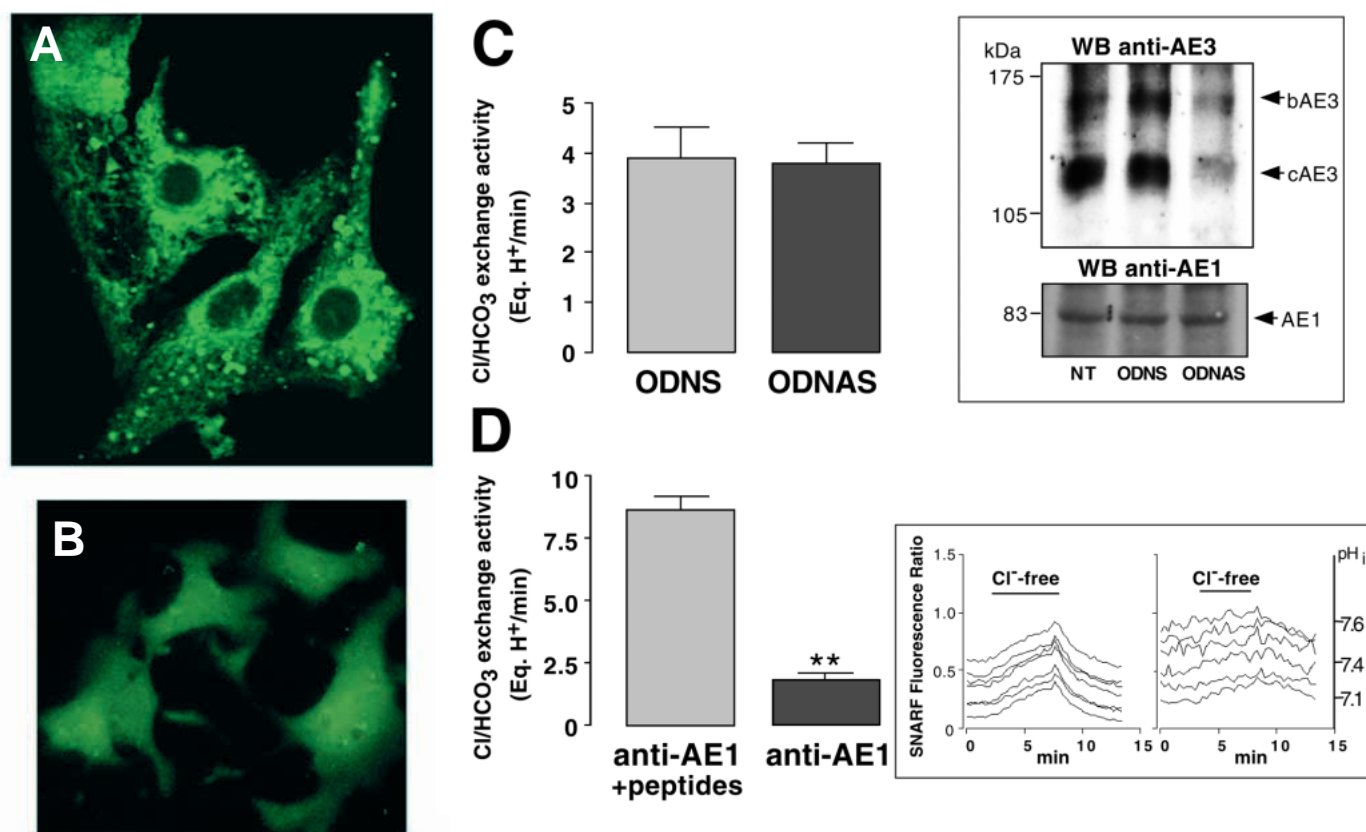 A
B
C
Cl/HCO3 exchange activity
(Eq. H+/min)
5
4
3
2
1
0
ODNS
ODNAS
WB anti-AE3
kDa
175
105
bAE3
cAE3
WB anti-AE1
83
AE1
NT ODNS ODNAS
D
Cl/HCO3 exchange activity
(Eq. H+/min)
10
7.5
5.0
2.5
0
**
anti-AE1
+peptides
anti-AE1
SNARF Fluorescence Ratio
1.5
1.0
0.5
0
Cl⁻-free
Cl⁻-free
pHi
7.6
7.4
7.1
0 5 10 15
min
0 5 10 15
min